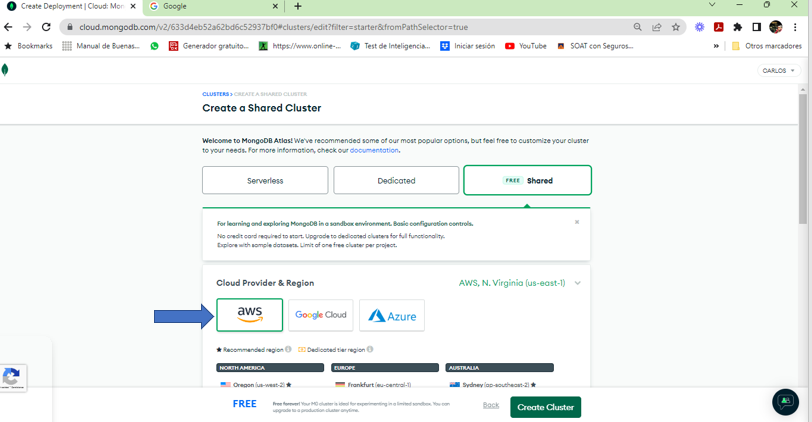 Create Deployment | Cloud: Mon
Google
cloud.mongodb.com/v2/633d4eb52a62bd6c52937bf0#clusters/edit?filter=starter&fromPathSelector=true
Bookmarks
Manual de Buenas...
Generador gratuito...
https://www.online-...
Test de Inteligencia...
Iniciar sesión
YouTube
SOAT con Seguros...
»
Otros marcadores
CARLOS
CLUSTERS > CREATE A SHARED CLUSTER
Create a Shared Cluster
Welcome to MongoDB Atlas! We've recommended some of our most popular options, but feel free to customize your cluster
to your needs. For more information, check our documentation.
Serverless
Dedicated
FREE Shared
For learning and exploring MongoDB in a sandbox environment. Basic configuration controls.
No credit card required to start. Upgrade to dedicated clusters for full functionality.
Explore with sample datasets. Limit of one free cluster per project.
Cloud Provider & Region
AWS, N. Virginia (us-east-1)
aws
Google Cloud
Azure
★ Recommended region
Dedicated tier region
NORTH AMERICA
EUROPE
AUSTRALIA
Oregon (us-west-2) ★
Frankfurt (eu-central-1)
Sydney (ap-southeast-2) ★
FREE
Free forever! Your M0 cluster is ideal for experimenting in a limited sandbox. You can
upgrade to a production cluster anytime.
Back
Create Cluster